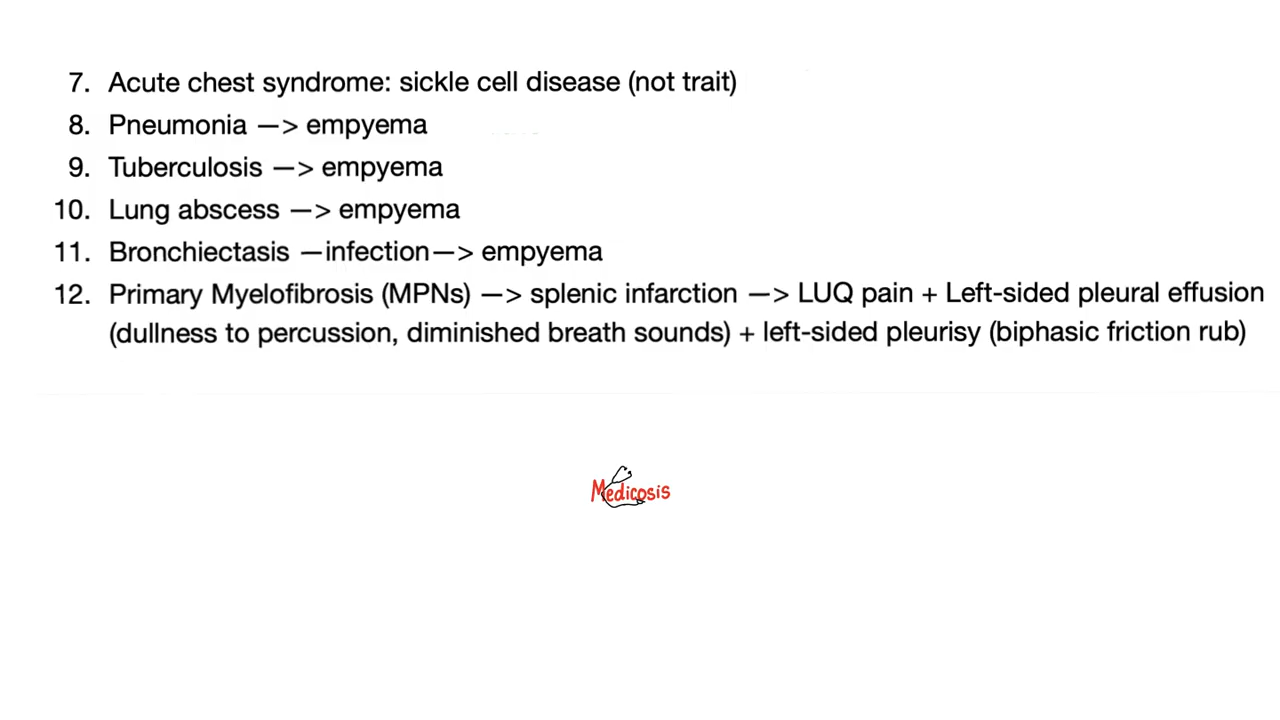 7. Acute chest syndrome: sickle cell disease (not trait)
8. Pneumonia —> empyema
9. Tuberculosis —> empyema
10. Lung abscess —> empyema
11. Bronchiectasis —infection—> empyema
12. Primary Myelofibrosis (MPNs) —> splenic infarction —> LUQ pain + Left-sided pleural effusion
(dullness to percussion, diminished breath sounds) + left-sided pleurisy (biphasic friction rub)
Medicosis